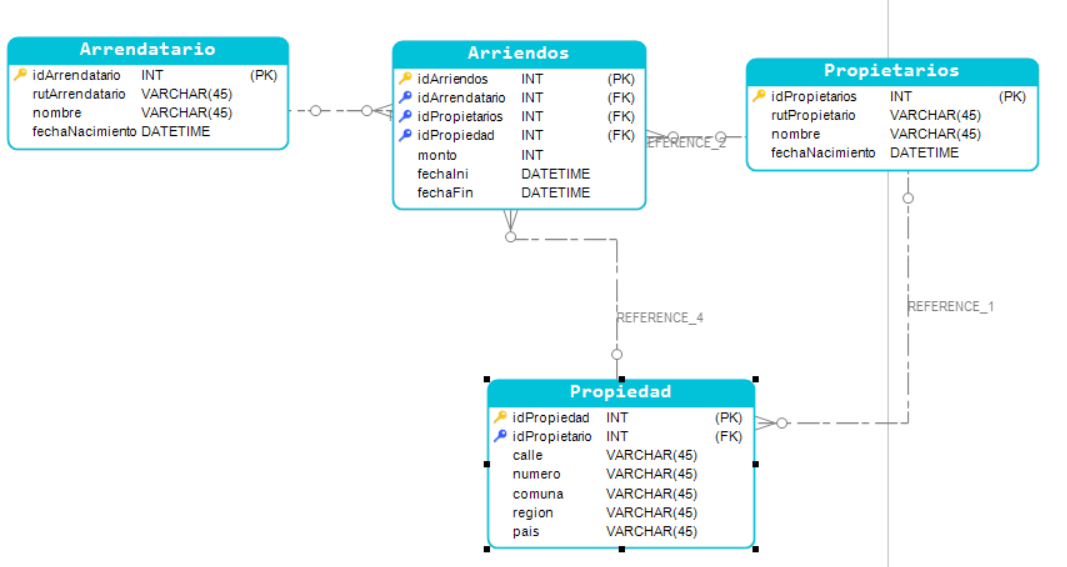 Arrendatario
idArrendatario INT (PK)
rutArrendatario VARCHAR(45)
nombre VARCHAR(45)
fechaNacimiento DATETIME
Arriendos
idArriendos INT (PK)
idArrendatario INT (FK)
idPropietarios INT (FK)
idPropiedad INT (FK)
monto INT
fechaIni DATETIME
fechaFin DATETIME
Propietarios
idPropietarios INT (PK)
rutPropietario VARCHAR(45)
nombre VARCHAR(45)
fechaNacimiento DATETIME
REFERENCE_2
REFERENCE_1
REFERENCE_4
Propiedad
idPropiedad INT (PK)
idPropietario INT (FK)
calle VARCHAR(45)
numero VARCHAR(45)
comuna VARCHAR(45)
region VARCHAR(45)
pais VARCHAR(45)